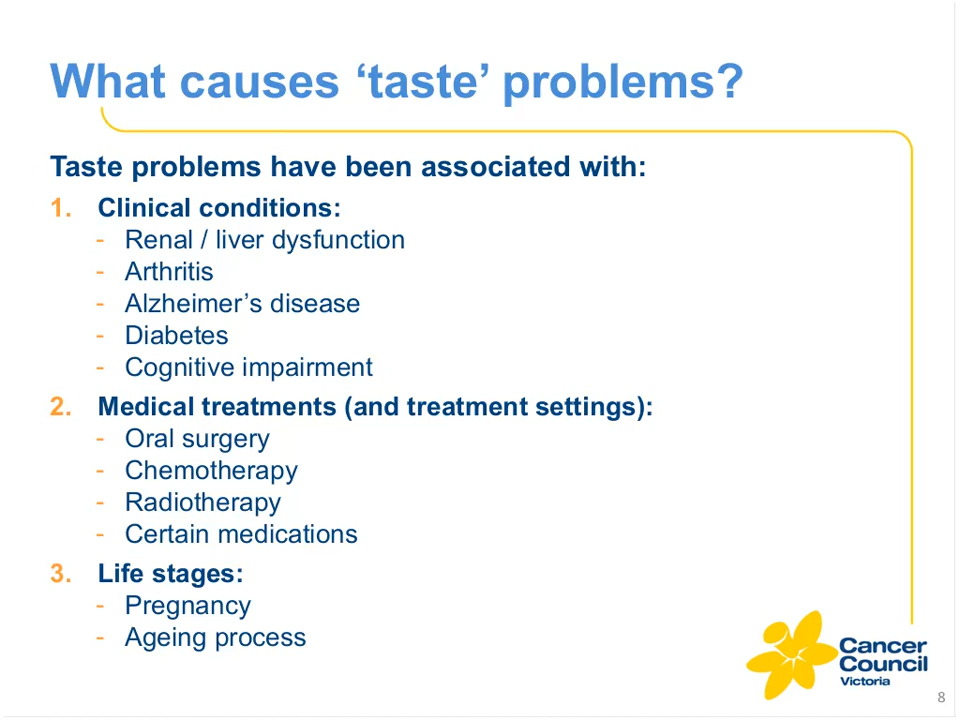 What causes ‘taste’ problems?
Taste problems have been associated with:
1. Clinical conditions:
- Renal / liver dysfunction
- Arthritis
- Alzheimer’s disease
- Diabetes
- Cognitive impairment
2. Medical treatments (and treatment settings):
- Oral surgery
- Chemotherapy
- Radiotherapy
- Certain medications
3. Life stages:
- Pregnancy
- Ageing process
Cancer
Council
Victoria
8